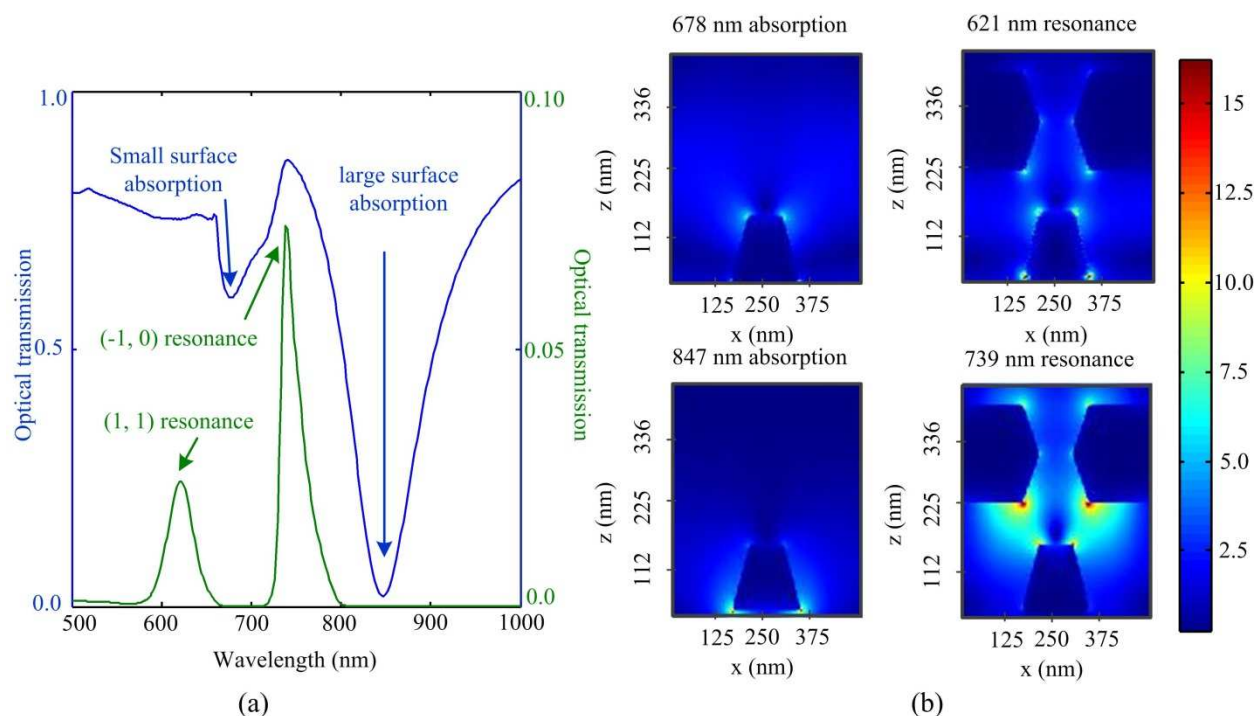 1.0
0.10
Small surface
absorption
large surface
absorption
Optical transmission
0.5
0.05
Optical transmission
(-1, 0) resonance
(1, 1) resonance
0.0
0.0
500
600
700
800
900
1000
Wavelength (nm)
(a)
678 nm absorption
z (nm)
336
225
112
125 250 375
x (nm)
621 nm resonance
z (nm)
336
225
112
125 250 375
x (nm)
847 nm absorption
z (nm)
336
225
112
125 250 375
x (nm)
739 nm resonance
z (nm)
336
225
112
125 250 375
x (nm)
15
12.5
10.0
7.5
5.0
2.5
(b)